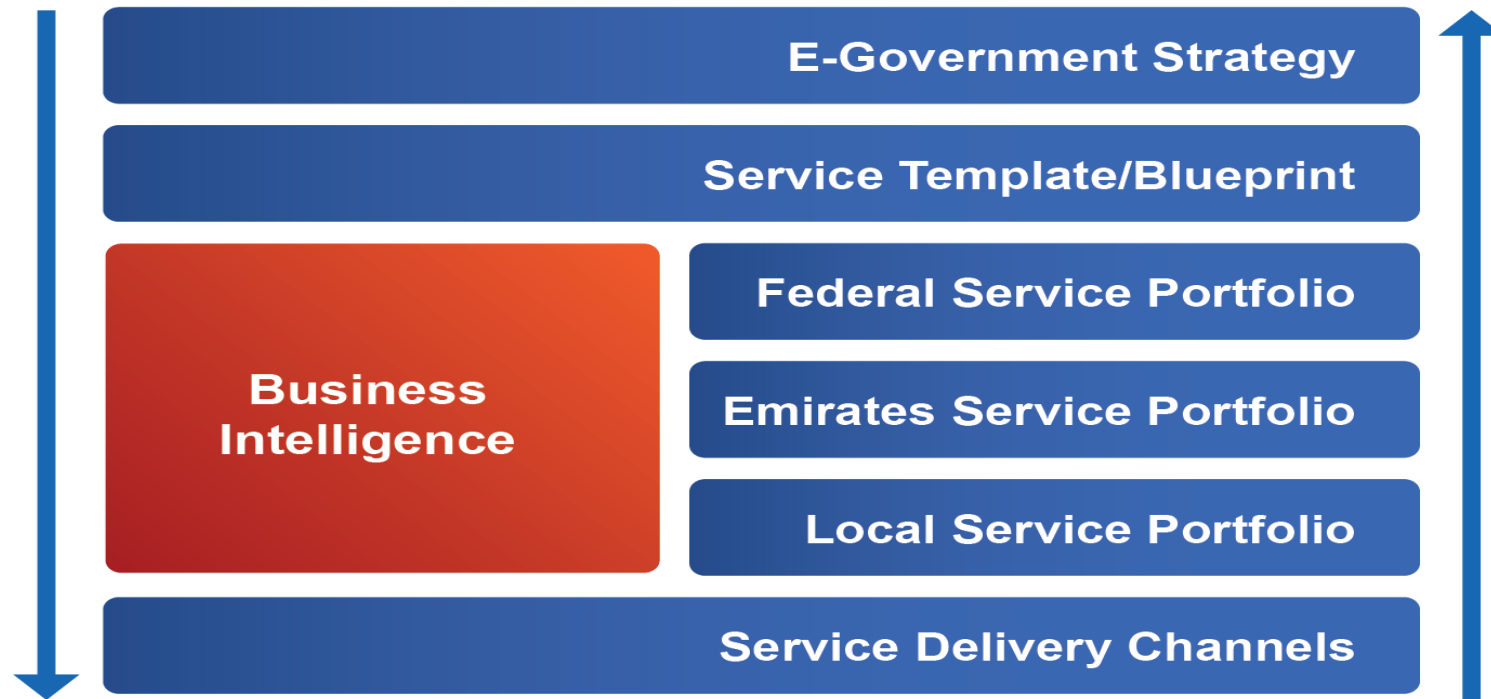 E-Government Strategy
Service Template/Blueprint
Business
Intelligence
Federal Service Portfolio
Emirates Service Portfolio
Local Service Portfolio
Service Delivery Channels